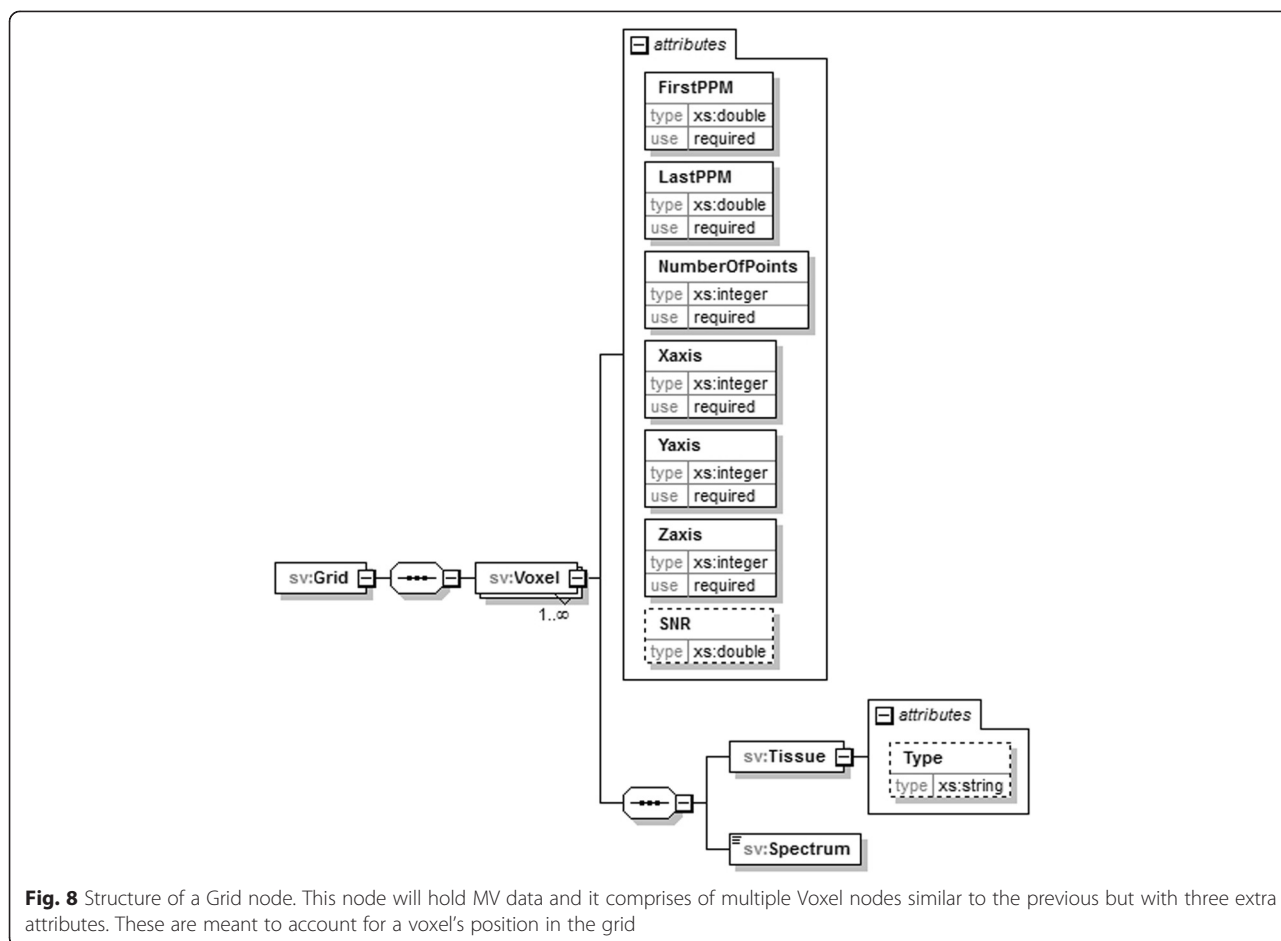 attributes
FirstPPM
type xs:double
use required
LastPPM
type xs:double
use required
NumberOfPoints
type xs:integer
use required
Xaxis
type xs:integer
use required
Yaxis
type xs:integer
use required
Zaxis
type xs:integer
use required
SNR
type xs:double
sv:Grid
sv:Voxel
1..∞
attributes
sv:Tissue
Type
type xs:string
sv:Spectrum
Fig. 8 Structure of a Grid node. This node will hold MV data and it comprises of multiple Voxel nodes similar to the previous but with three extra
attributes. These are meant to account for a voxel's position in the grid